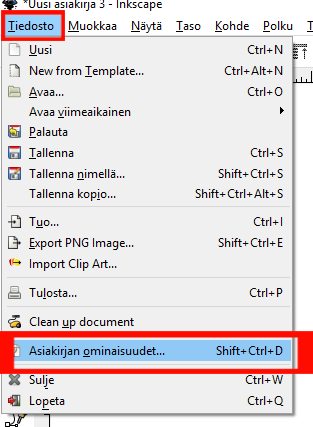 *Uusi asiakirja 3 - Inkscape
Tiedosto Muokkaa Näytä Taso Kohde Polku T
Uusi Ctrl+N
New from Template... Ctrl+Alt+N
Avaa... Ctrl+O
Avaa viimeaikainen
Palauta
Tallenna Ctrl+S
Tallenna nimellä... Shift+Ctrl+S
Tallenna kopio... Shift+Ctrl+Alt+S
Tuo... Ctrl+I
Export PNG Image... Shift+Ctrl+E
Import Clip Art...
Tulosta... Ctrl+P
Clean up document
Asiakirjan ominaisuudet... Shift+Ctrl+D
Sulje Ctrl+W
Lopeta Ctrl+Q